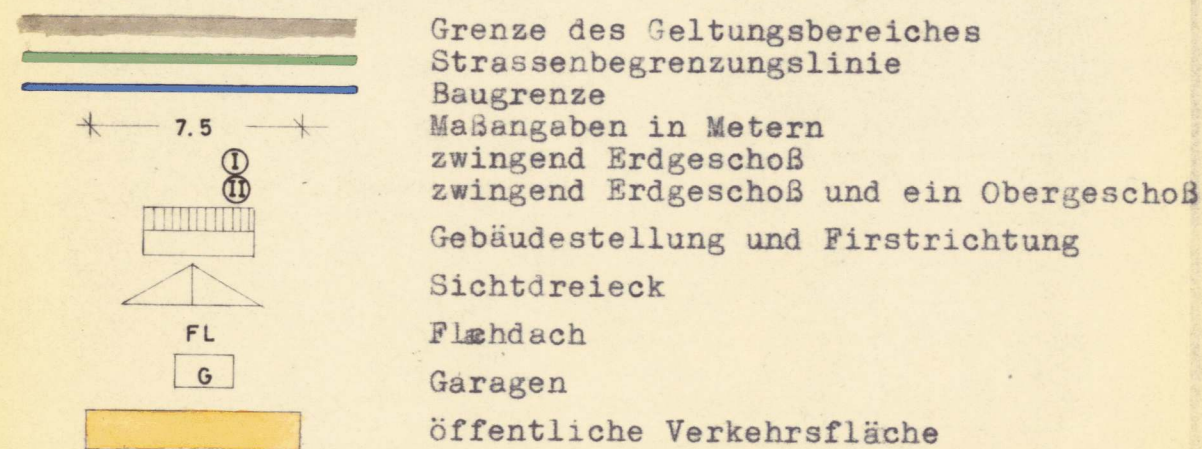 Grenze des Geltungsbereiches
Strassenbegrenzungslinie
Baugrenze
7.5 Maßangaben in Metern
I zwingend Erdgeschoß
II zwingend Erdgeschoß und ein Obergeschoß
Gebäudestellung und Firstrichtung
Sichtdreieck
FL Flachdach
G Garagen
öffentliche Verkehrsfläche